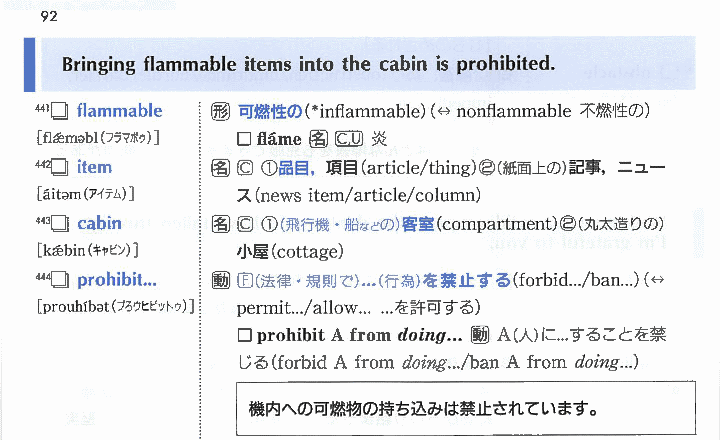 92
Bringing flammable items into the cabin is prohibited.
441□ flammable
[flǽməbl(フラマボゥ)]
形 可燃性の(*inflammable)(⇔ nonflammable 不燃性の)
□ fláme 名 C,U 炎
442□ item
[áitəm(アイテム)]
名 C ①品目，項目(article/thing)②(紙面上の)記事，ニュー
ス(news item/article/column)
443□ cabin
[kǽbin(キャビン)]
名 C ①(飛行機・船などの)客室(compartment)②(丸太造りの)
小屋(cottage)
444□ prohibit...
[prouhíbət(プろウヒビットゥ)]
動 F(法律・規則で)...(行為)を禁止する(forbid.../ban...)(⇔
permit.../allow... ...を許可する)
□ prohibit A from doing... 動 A(人)に...することを禁
じる(forbid A from doing.../ban A from doing...)
機内への可燃物の持ち込みは禁止されています。